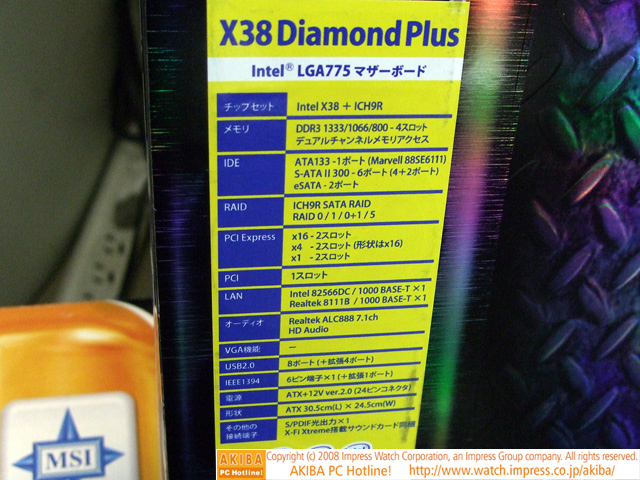 X38 Diamond Plus
Intel® LGA775 マザーボード
チップセット Intel X38 + ICH9R
メモリ DDR3 1333/1066/800 - 4スロット
デュアルチャンネルメモリアクセス
IDE ATA133 -1ポート (Marvell 88SE6111)
S-ATA II 300 - 6ポート (4+2ポート)
eSATA - 2ポート
RAID ICH9R SATA RAID
RAID 0 / 1 / 0+1 / 5
PCI Express x16 - 2スロット
x4 - 2スロット (形状はx16)
x1 - 2スロット
PCI 1スロット
LAN Intel 82566DC / 1000 BASE-T ×1
Realtek 8111B / 1000 BASE-T ×1
オーディオ Realtek ALC888 7.1ch
HD Audio
VGA機能 ー
USB2.0 8ポート (+拡張4ポート)
IEEE1394 6ピン端子×1 (+拡張1ポート)
電源 ATX+12V ver.2.0 (24ピンコネクタ)
形状 ATX 30.5cm(L) × 24.5cm(W)
その他の S/PDIF光出力×1
接続端子 X-Fi Xtreme搭載サウンドカード同梱
MSI
AKIBA
PC Hotline!
Copyright (c) 2008 Impress Watch Corporation, an Impress Group company. All rights reserved.
AKIBA PC Hotline! http://www.watch.impress.co.jp/akiba/